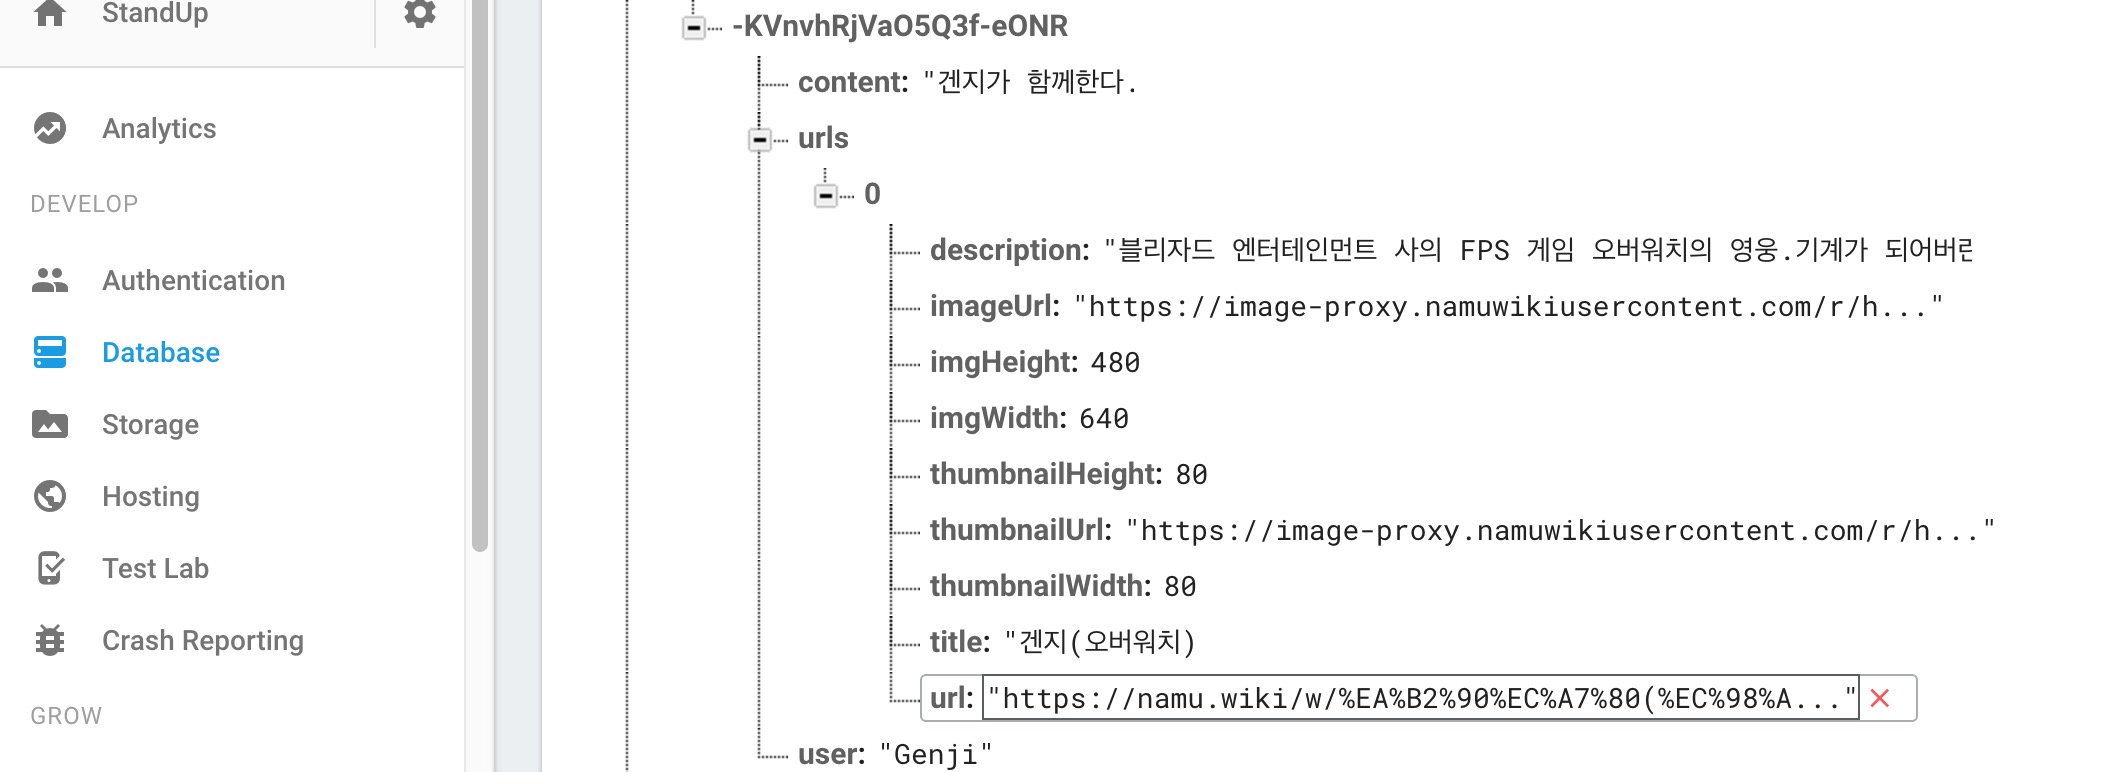 StandUp
Analytics
DEVELOP
Authentication
Database
Storage
Hosting
Test Lab
Crash Reporting
GROW
-KVnvhRjVaO5Q3f-eONR
content: "겐지가 함께한다.
urls
0
description: "블리자드 엔터테인먼트 사의 FPS 게임 오버워치의 영웅.기계가 되어버린
imageUrl: "https://image-proxy.namuwikiusercontent.com/r/h..."
imgHeight: 480
imgWidth: 640
thumbnailHeight: 80
thumbnailUrl: "https://image-proxy.namuwikiusercontent.com/r/h..."
thumbnailWidth: 80
title: "겐지(오버워치)
url: "https://namu.wiki/w/%EA%B2%90%EC%A7%80(%EC%98%A..."
user: "Genji"